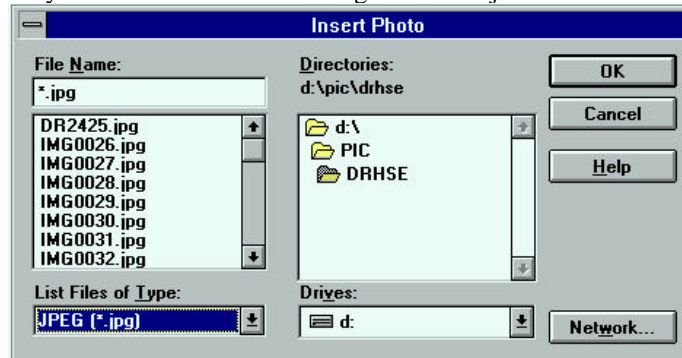 Insert Photo
File Name:
*.jpg
DR2425.jpg
IMG0026.jpg
IMG0027.jpg
IMG0028.jpg
IMG0029.jpg
IMG0030.jpg
IMG0031.jpg
IMG0032.jpg
List Files of Type:
JPEG (*.jpg)
Directories:
d:\pic\drhse
d:\
PIC
DRHSE
Drives:
d:
OK
Cancel
Help
Network...